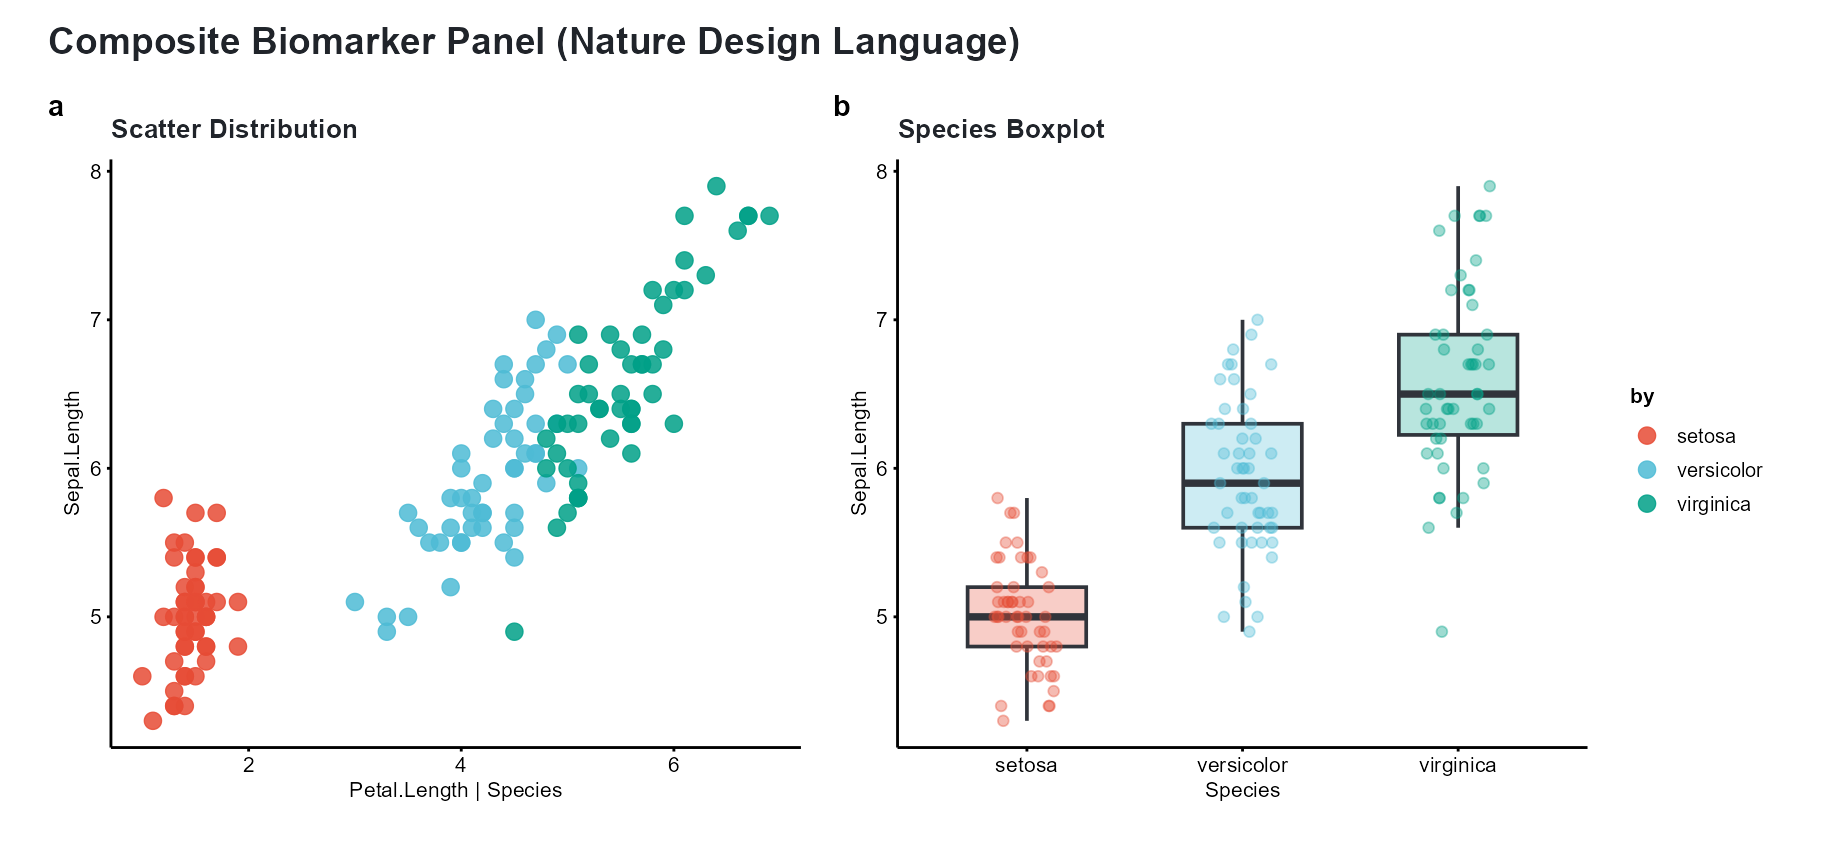 Composite Biomarker Panel (Nature Design Language)
a
Scatter Distribution
8
7
6
5
Sepal.Length
2 4 6
Petal.Length | Species
b
Species Boxplot
8
7
6
5
Sepal.Length
setosa versicolor virginica
Species
by
setosa
versicolor
virginica